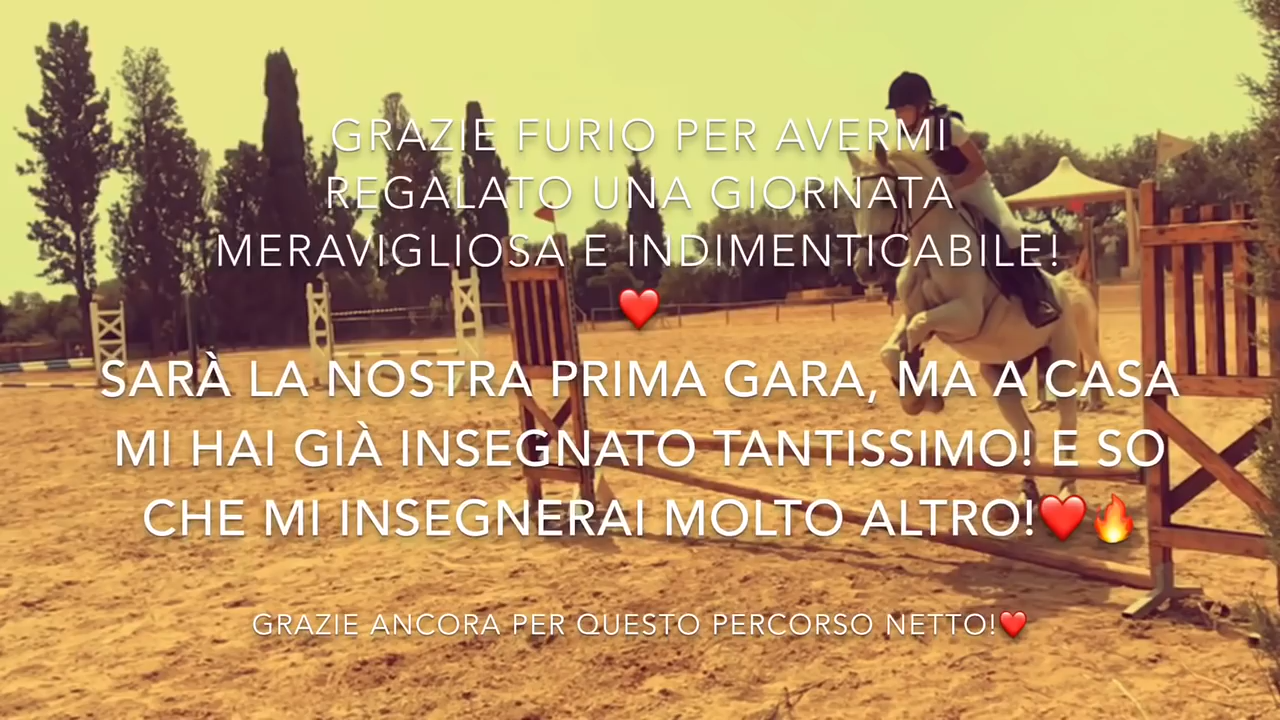 GRAZIE FURIO PER AVERMI
REGALATO UNA GIORNATA
MERAVIGLIOSA E INDIMENTICABILE!
❤️
SARÀ LA NOSTRA PRIMA GARA, MA A CASA
MI HAI GIÀ INSEGNATO TANTISSIMO! E SO
CHE MI INSEGNERAI MOLTO ALTRO!❤️🔥
GRAZIE ANCORA PER QUESTO PERCORSO NETTO!❤️